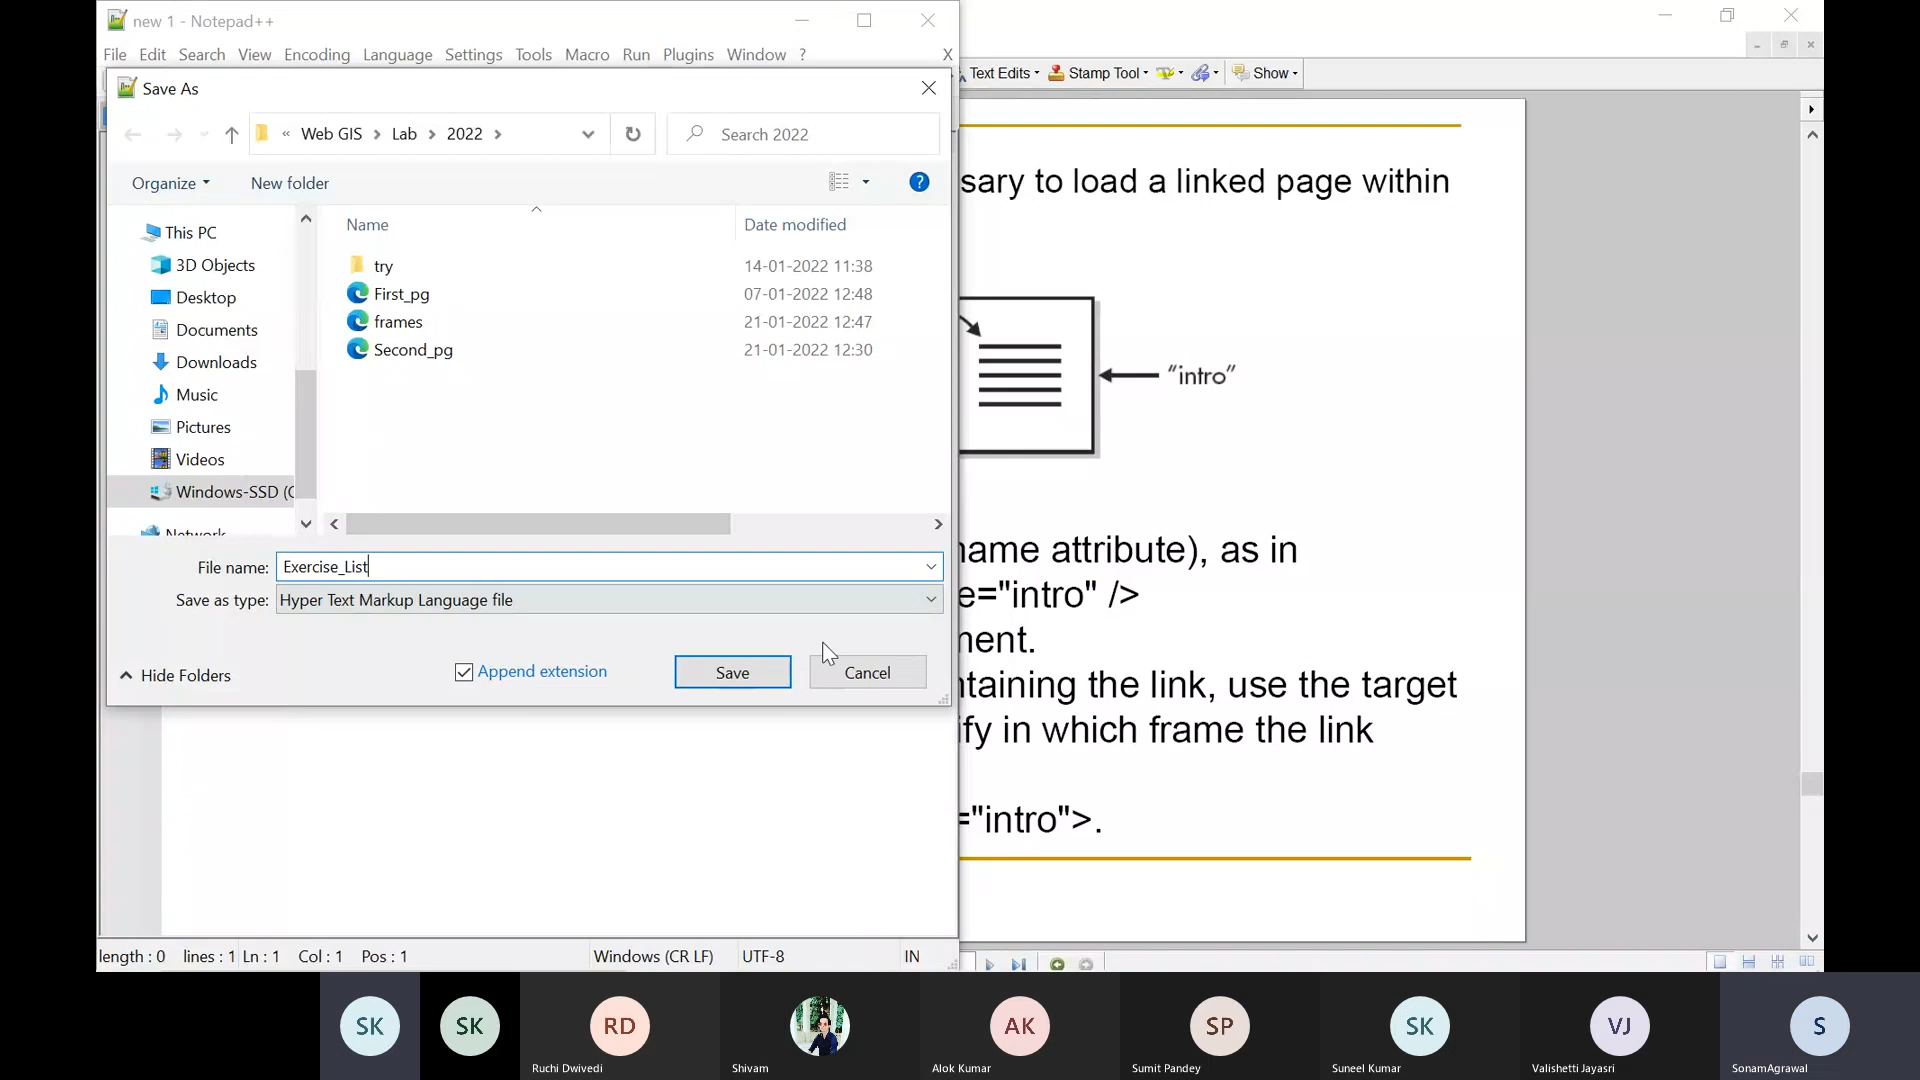 new 1 - Notepad++
File Edit Search View Encoding Language Settings Tools Macro Run Plugins Window ? X
Save As
« Web GIS > Lab > 2022 >
Search 2022
Organize
New folder
Name
Date modified
This PC
3D Objects
Desktop
Documents
Downloads
Music
Pictures
Videos
Windows-SSD (C
Network
try 14-01-2022 11:38
First_pg 07-01-2022 12:48
frames 21-01-2022 12:47
Second_pg 21-01-2022 12:30
File name: Exercise_List
Save as type: Hyper Text Markup Language file
Hide Folders
Append extension
Save
Cancel
length : 0 lines : 1 Ln : 1 Col : 1 Pos : 1 Windows (CR LF) UTF-8 IN
Text Edits Stamp Tool Show
sary to load a linked page within
"intro"
name attribute), as in
e="intro" />
ment.
ntaining the link, use the target
ify in which frame the link
="intro">.
SK
SK
RD
AK
SP
SK
VJ
S
Ruchi Dwivedi
Shivam
Alok Kumar
Sumit Pandey
Suneel Kumar
Valishetti Jayasri
SonamAgrawal